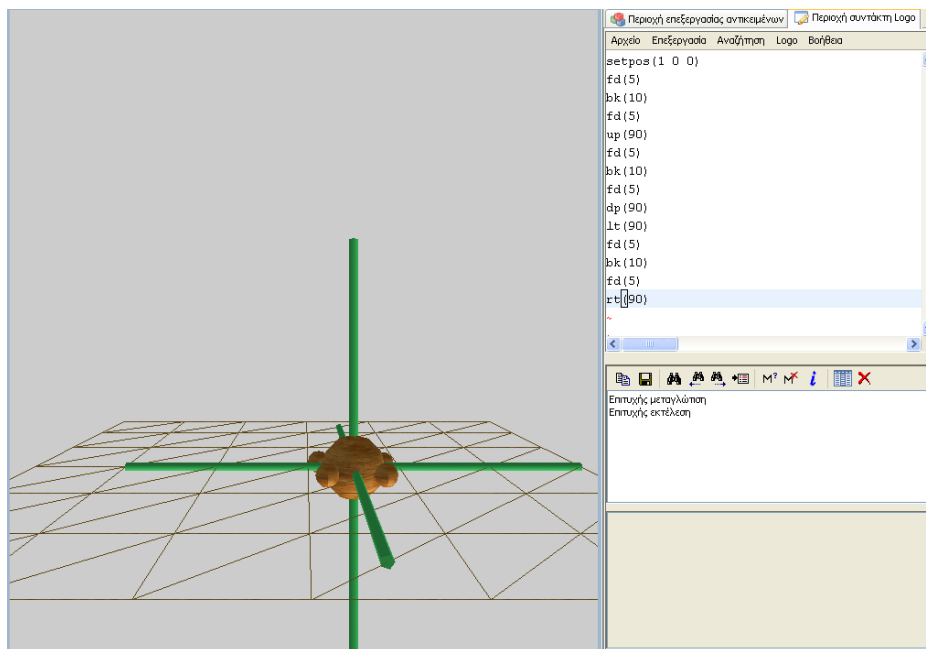 Περιοχή επεξεργασίας αντικειμένων Περιοχή συντάκτη Logo
Αρχείο Επεξεργασία Αναζήτηση Logo Βοήθεια
setpos(1 0 0)
fd(5)
bk(10)
fd(5)
up(90)
fd(5)
bk(10)
fd(5)
dp(90)
lt(90)
fd(5)
bk(10)
fd(5)
rt(90)
~
M? M i
Επιτυχής μεταγλώτιση
Επιτυχής εκτέλεση